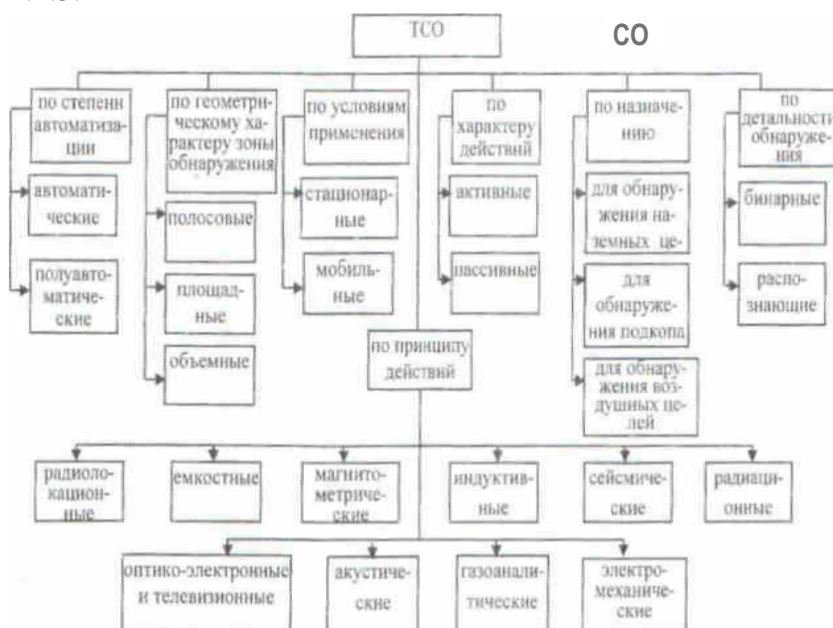 ТСО
СО
по степени
автоматиза-
ции
автомати-
ческие
полуавто-
матиче-
ские
по геометри-
ческому ха-
рактеру зоны
обнаружения
полосовые
площад-
ные
объемные
по условиям
применения
стационар-
ные
мобиль-
ные
по
характеру
действий
активные
пассивные
по назначе-
нию
для обнару-
жения на-
земных це-
для
обнаруже-
ния подкопа
для обнару-
жения воз-
душных це-
лей
по
детальности
обнаруже-
ния
бинарные
распо-
знающие
по принципу
действий
радиоло-
кацион-
ные
емкостные
магнито-
метриче-
ские
индуктив-
ные
сейсмиче-
ские
радиаци-
онные
оптико-электронные
и телевизионные
акустиче-
ские
газоанали-
тические
электро-
механиче-
ские